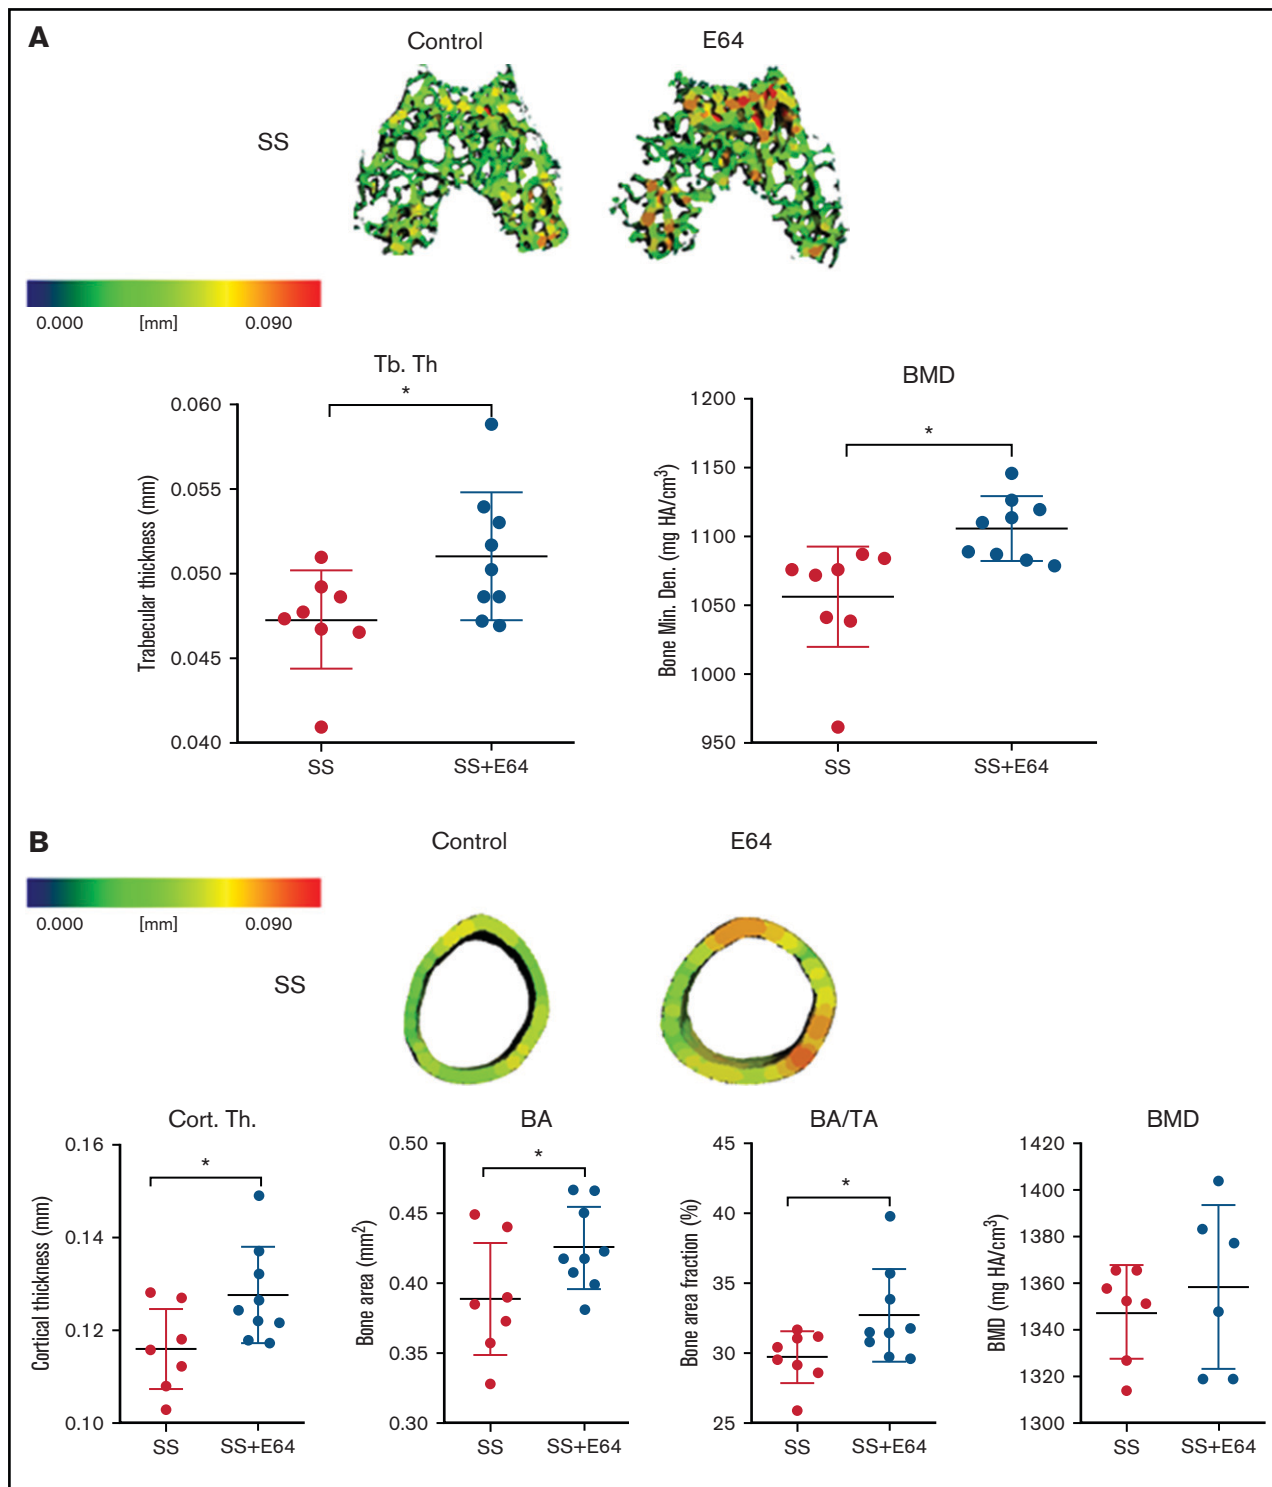 A
Control
E64
SS
0.000
[mm]
0.090
Tb. Th
*
0.060
0.055
0.050
0.045
0.040
Trabecular thickness (mm)
SS
SS+E64
BMD
*
1200
1150
1100
1050
1000
950
Bone Min. Den. (mg HA/cm³)
SS
SS+E64
B
Control
E64
0.000
[mm]
0.090
SS
Cort. Th.
*
0.16
0.14
0.12
0.10
Cortical thickness (mm)
SS
SS+E64
BA
*
0.50
0.45
0.40
0.35
0.30
Bone area (mm²)
SS
SS+E64
BA/TA
*
45
40
35
30
25
Bone area fraction (%)
SS
SS+E64
BMD
1420
1400
1380
1360
1340
1320
1300
BMD (mg HA/cm³)
SS
SS+E64